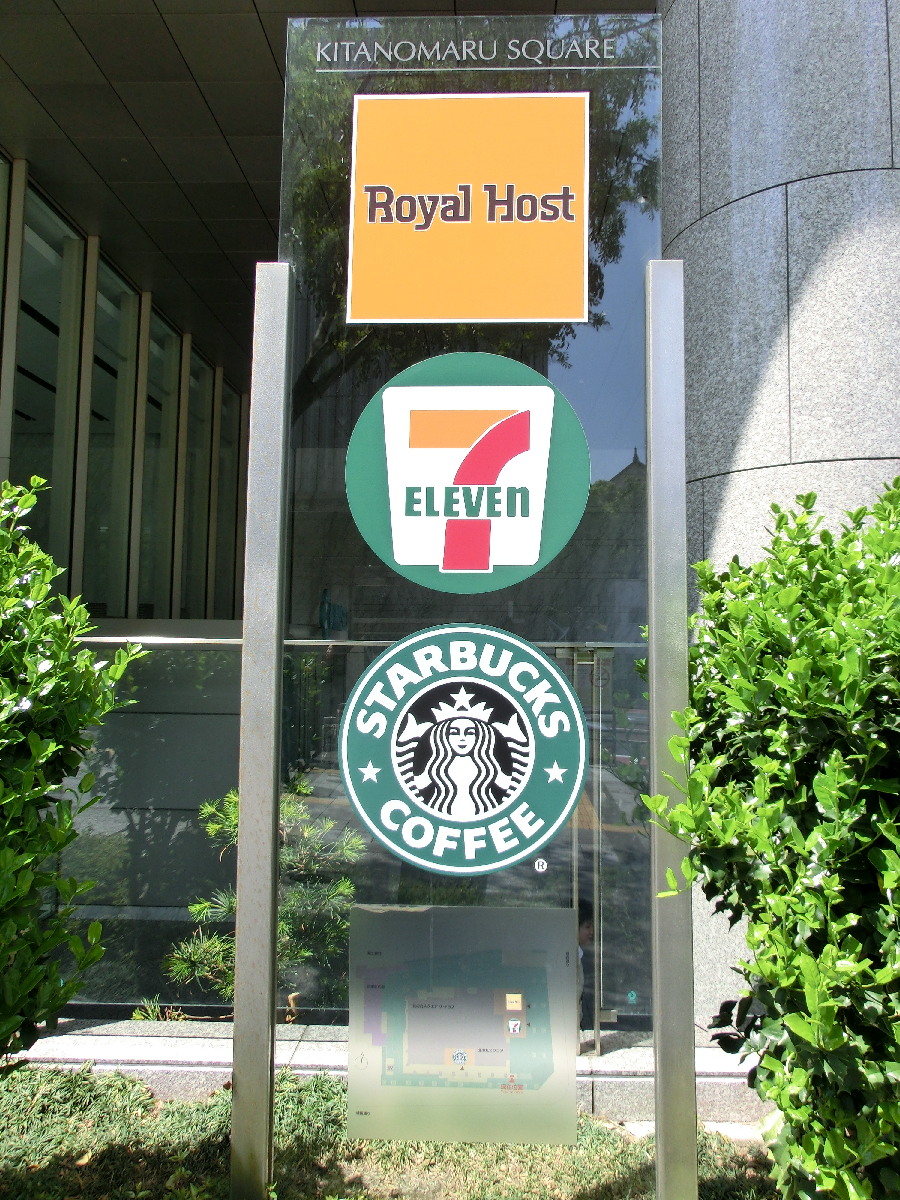 KITANOMARU SQUARE
Royal Host
7
ELEVEn
STARBUCKS
COFFEE
®